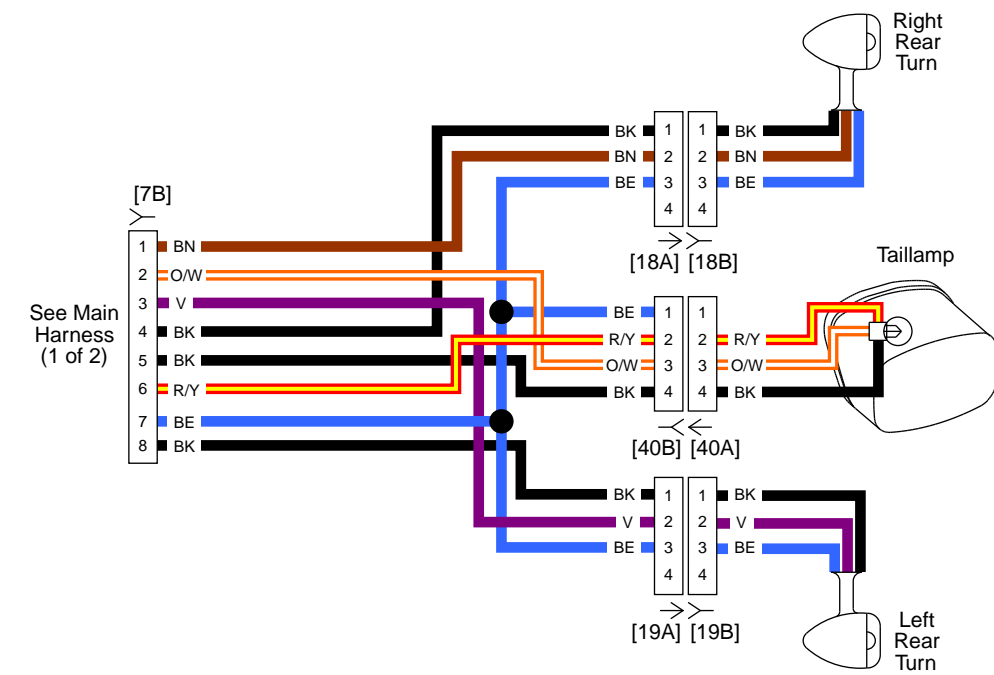 Right
Rear
Turn
BK 1 1 BK
BN 2 2 BN
BE 3 3 BE
4 4
[18A] [18B]
[7B]
1 BN
2 O/W
3 V
4 BK
5 BK
6 R/Y
7 BE
8 BK
See Main
Harness
(1 of 2)
Taillamp
BE 1 1
R/Y 2 2 R/Y
O/W 3 3 O/W
BK 4 4 BK
[40B] [40A]
BK 1 1 BK
V 2 2 V
BE 3 3 BE
4 4
[19A] [19B]
Left
Rear
Turn